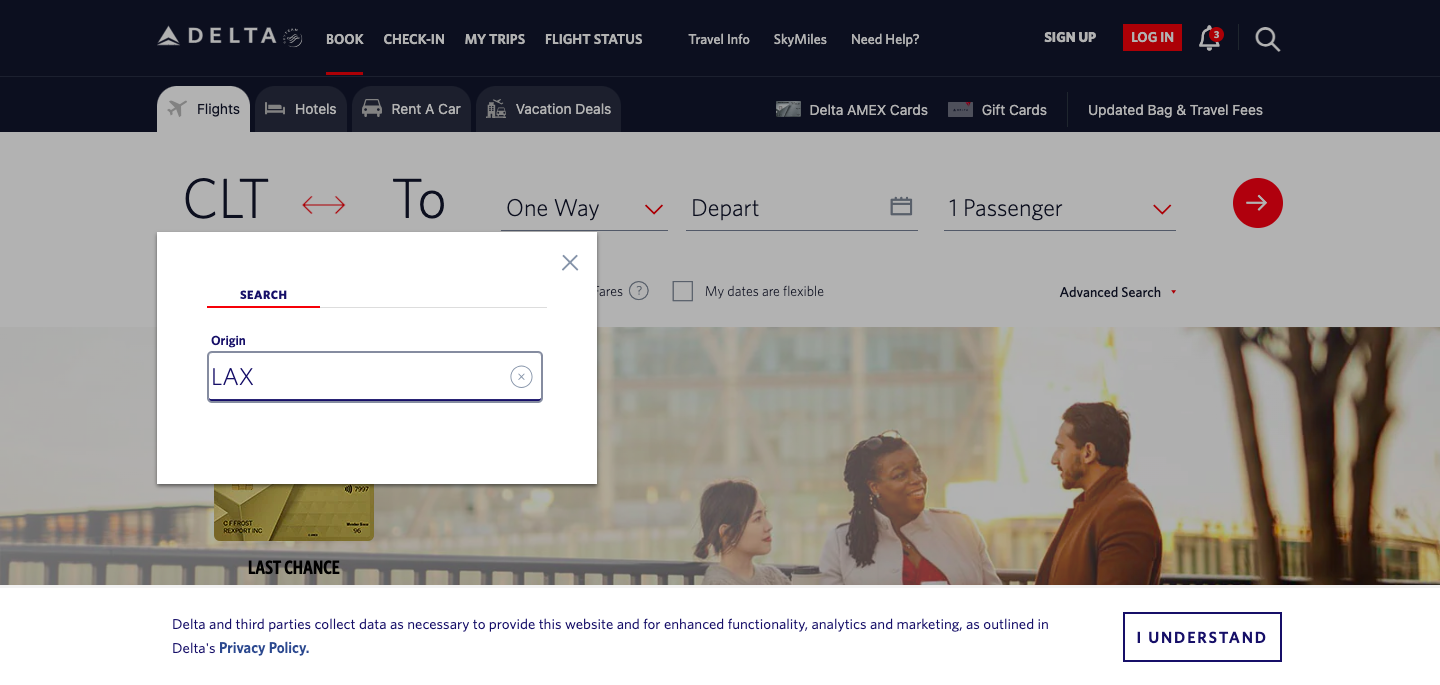 DELTA
BOOK
CHECK-IN
MY TRIPS
FLIGHT STATUS
Travel Info
SkyMiles
Need Help?
SIGN UP
LOG IN
3
Flights
Hotels
Rent A Car
Vacation Deals
Delta AMEX Cards
Gift Cards
Updated Bag & Travel Fees
CLT
To
One Way
Depart
1 Passenger
Fares
?
My dates are flexible
Advanced Search
SEARCH
Origin
LAX
7997
C F FROST
REXPORT INC
96
LAST CHANCE
Delta and third parties collect data as necessary to provide this website and for enhanced functionality, analytics and marketing, as outlined in
Delta's Privacy Policy.
I UNDERSTAND